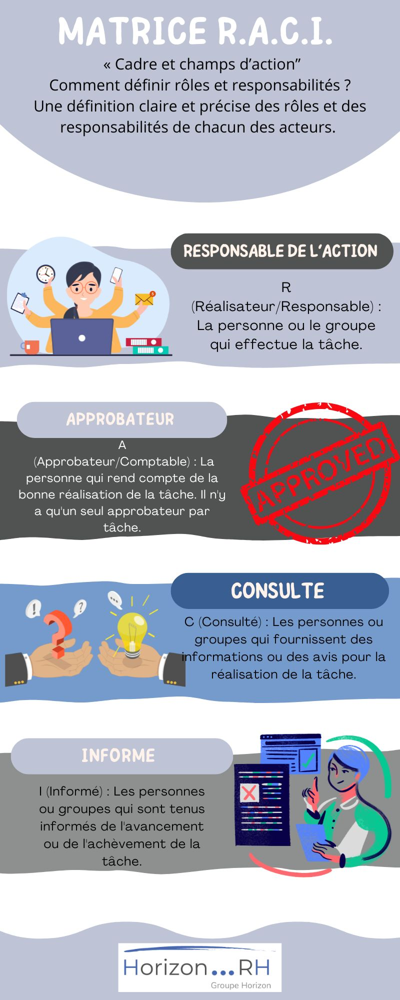 MATRICE R.A.C.I.
« Cadre et champs d’action”
Comment définir rôles et responsabilités ?
Une définition claire et précise des rôles et des
responsabilités de chacun des acteurs.
RESPONSABLE DE L'ACTION
5
R
(Réalisateur/Responsable) :
La personne ou le groupe
qui effectue la tâche.
APPROBATEUR
A
(Approbateur/Comptable) : La
personne qui rend compte de la
bonne réalisation de la tâche. Il n'y
a qu'un seul approbateur par
tâche.
APPROVED
CONSULTE
! ? ...
?
C (Consulté) : Les personnes ou
groupes qui fournissent des
informations ou des avis pour la
réalisation de la tâche.
INFORME
I (Informé) : Les personnes
ou groupes qui sont tenus
informés de l'avancement
ou de l'achèvement de la
tâche.
Horizon...RH
Groupe Horizon